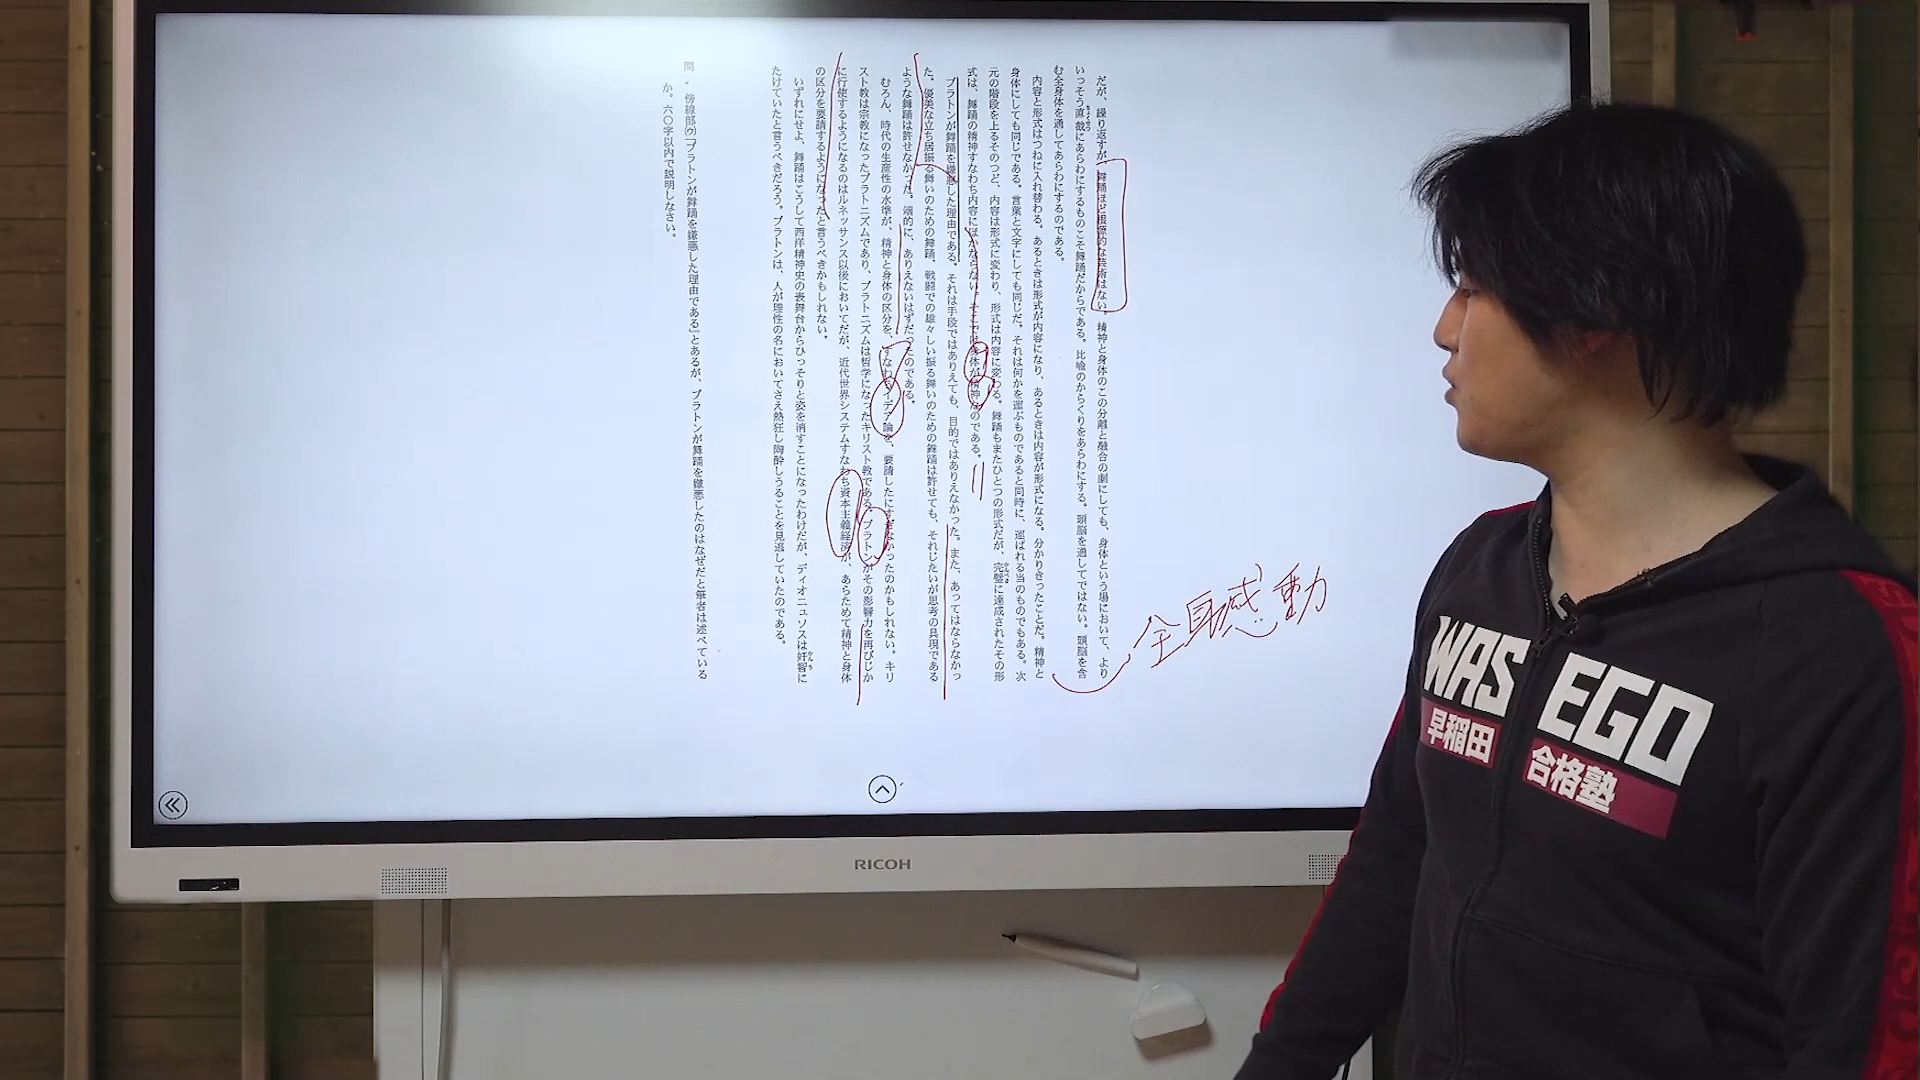 だが、繰り返すが、舞踊ほど根源的な芸術はない。精神と身体のこの分離と融合の劇にしても、身体という場において、より
いっそう直截にあらわにするものこそ舞踊だからである。比喩のからくりをあらわにする。頭脳を通してではない。頭脳を含
む全身体を通してあらわにするのである。
内容と形式はつねに入れ替わる。あるときは形式が内容になり、あるときは内容が形式になる。分かりきったことだ。精神と
身体にしても同じである。言葉と文字にしても同じだ。それは何かを運ぶものであると同時に、運ばれる当のものでもある。次
元の階段を上るそのつど、内容は形式に変わり、形式は内容に変わる。舞踊もまたひとつの形式だが、完璧に達成されたその形
式は、舞踊の精神すなわち内容にほかならない。そこでは身体が精神なのである。
プラトンが舞踊を嫌悪した理由である。それは手段ではありえても、目的ではありえなかった。また、あってはならなかっ
た。優美な立ち居振る舞いのための舞踊、戦闘での雄々しい振る舞いのための舞踊は許せても、それじたいが思考の具現である
ような舞踊は許せなかった。端的に、ありえないはずだったのである。
むろん、時代の生産性の水準が、精神と身体の区分を、すなわちイデア論を、要請したにすぎなかったのかもしれない。キリ
スト教は宗教になったプラトニズムであり、プラトニズムは哲学になったキリスト教である。プラトンがその影響力を再びじか
に行使するようになるのはルネッサンス以後においてだが、近代世界システムすなわち資本主義経済が、あらためて精神と身体
の区分を要請するようになったと言うべきかもしれない。
いずれにせよ、舞踊はこうして西洋精神史の表舞台からひっそりと姿を消すことになったわけだが、ディオニュソスは奸智に
たけていたと言うべきだろう。プラトンは、人が理性の名においてさえ熱狂し陶酔しうることを見逃していたのである。
問 傍線部(ウ)「プラトンが舞踊を嫌悪した理由である」とあるが、プラトンが舞踊を嫌悪したのはなぜだと筆者は述べている
か。六〇字以内で説明しなさい。
全身感動
RICOH
WASEGO
早稲田
合格塾